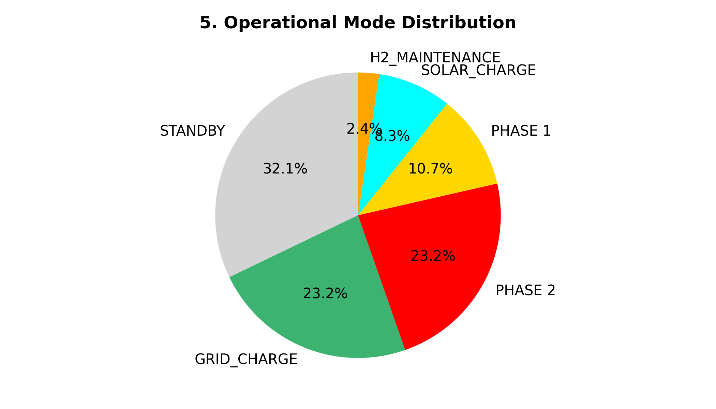 5. Operational Mode Distribution
H2_MAINTENANCE
SOLAR_CHARGE
STANDBY
PHASE 1
2.4%
8.3%
32.1%
10.7%
23.2%
23.2%
PHASE 2
GRID_CHARGE